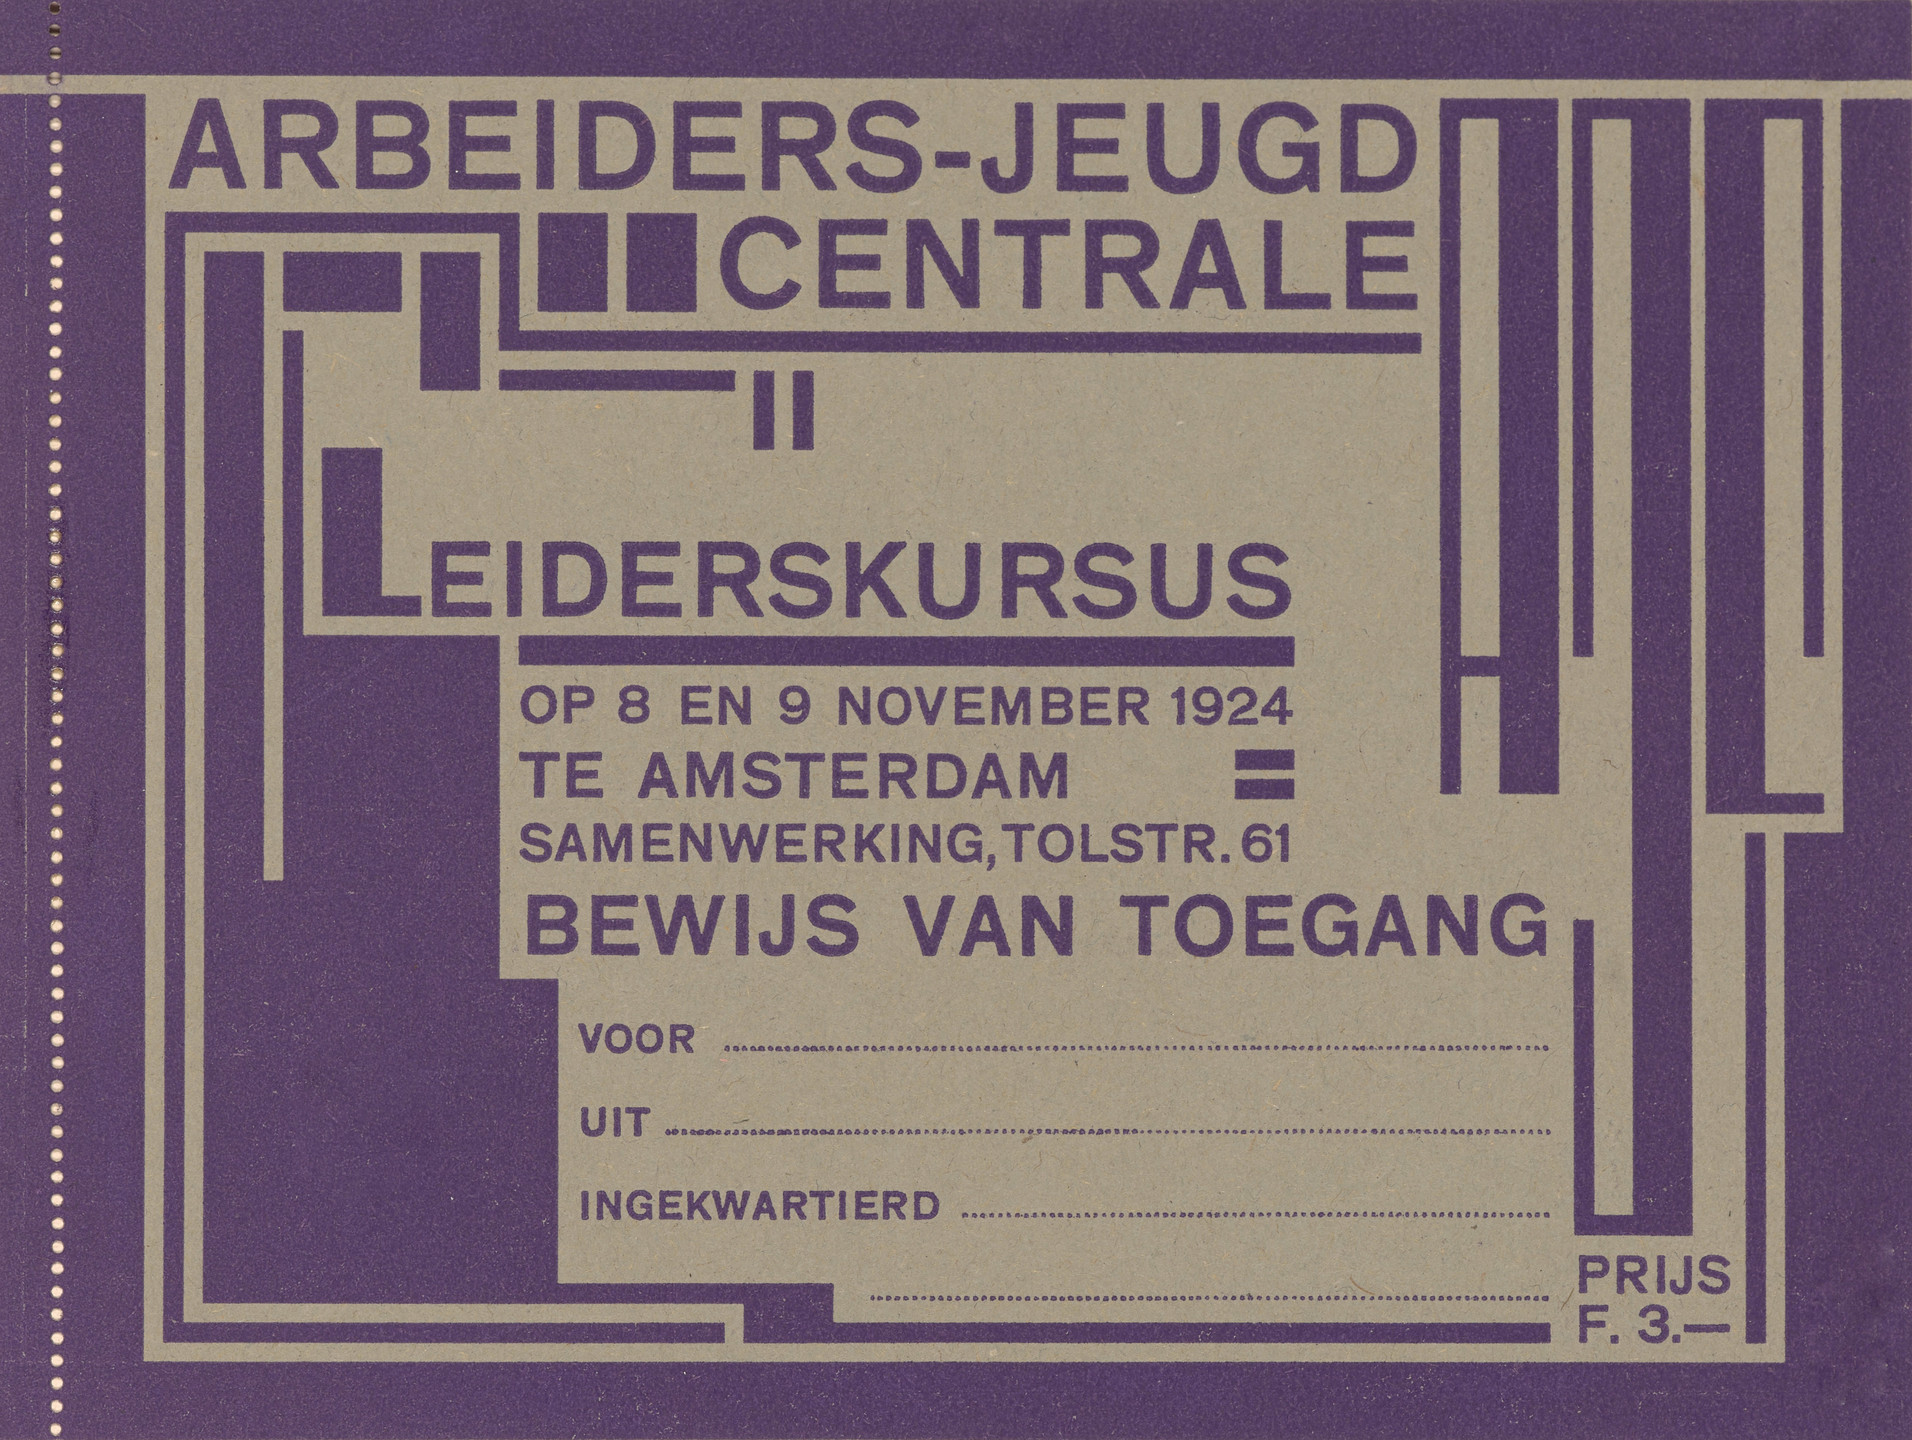 ARBEIDERS-JEUGD
CENTRALE
AJC
LEIDERSKURSUS
OP 8 EN 9 NOVEMBER 1924
TE AMSTERDAM
SAMENWERKING, TOLSTR. 61
BEWIJS VAN TOEGANG
VOOR
UIT
INGEKWARTIERD
PRIJS
F. 3.—